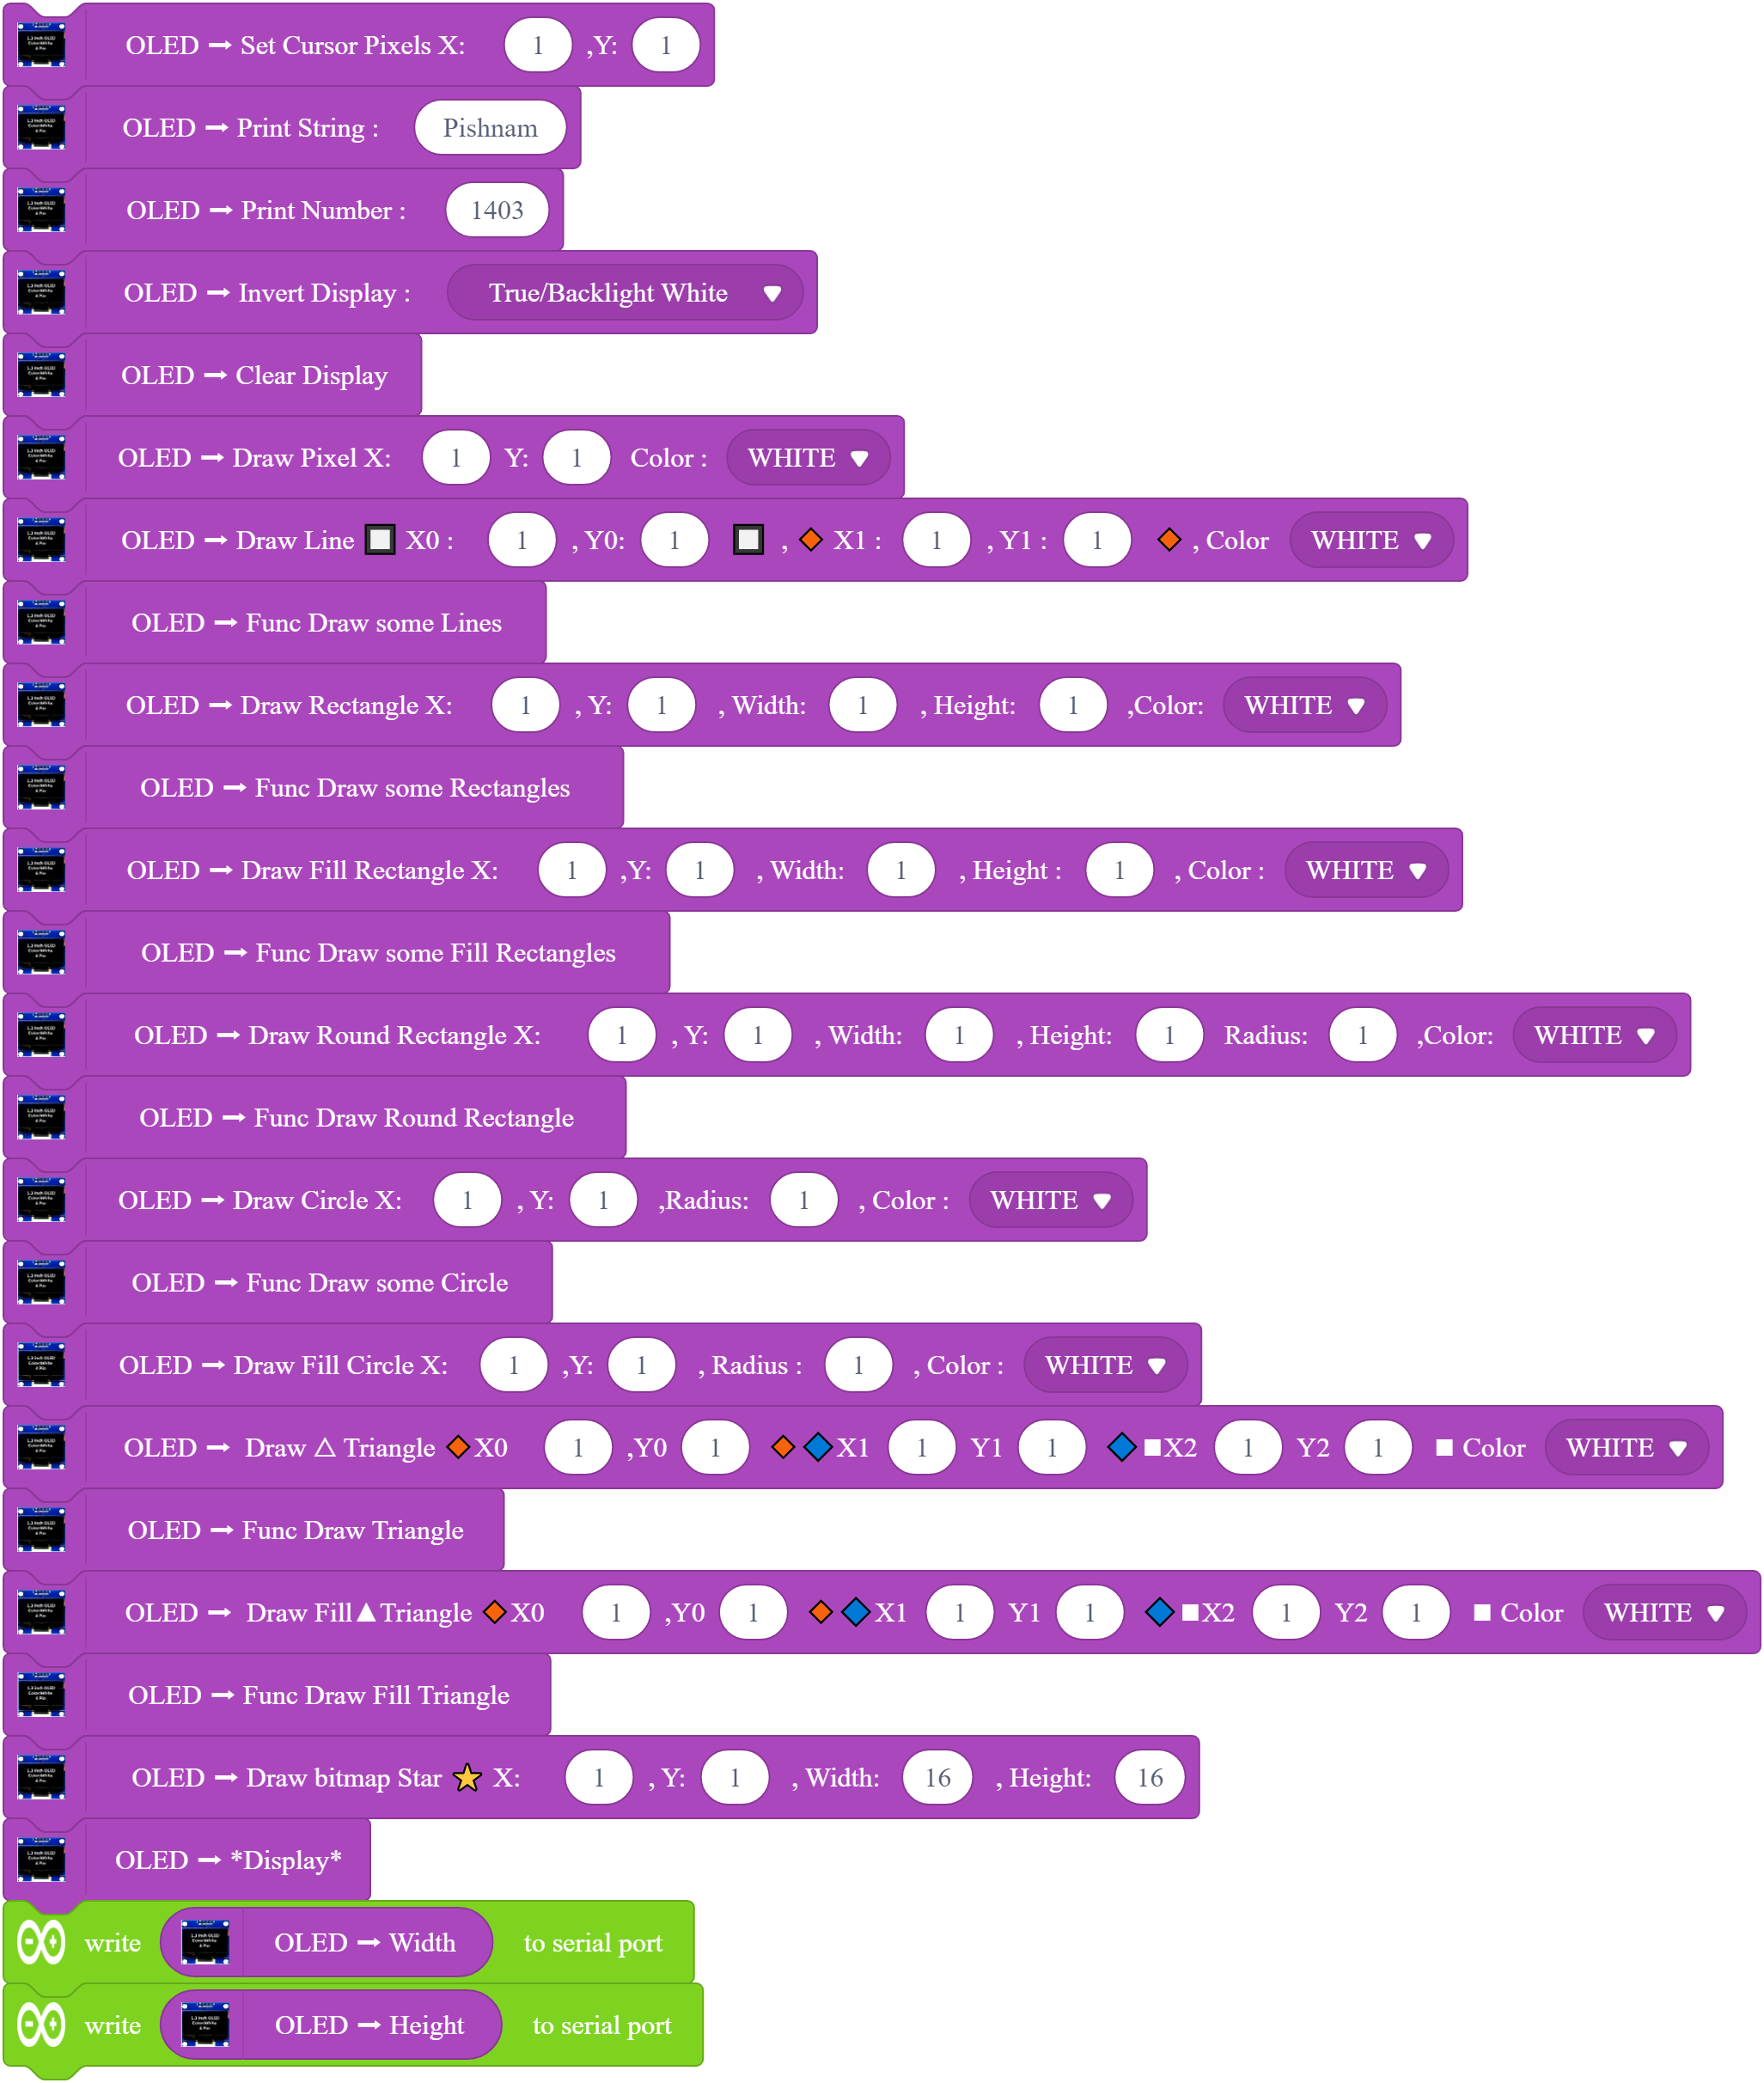 OLED → Set Cursor Pixels X: 1 ,Y: 1
OLED → Print String : Pishnam
OLED → Print Number : 1403
OLED → Invert Display : True/Backlight White
OLED → Clear Display
OLED → Draw Pixel X: 1 Y: 1 Color : WHITE
OLED → Draw Line 🔲 X0 : 1 , Y0: 1 🔲 , 🔸 X1 : 1 , Y1 : 1 🔸 , Color WHITE
OLED → Func Draw some Lines
OLED → Draw Rectangle X: 1 , Y: 1 , Width: 1 , Height: 1 ,Color: WHITE
OLED → Func Draw some Rectangles
OLED → Draw Fill Rectangle X: 1 ,Y: 1 , Width: 1 , Height : 1 , Color : WHITE
OLED → Func Draw some Fill Rectangles
OLED → Draw Round Rectangle X: 1 , Y: 1 , Width: 1 , Height: 1 Radius: 1 ,Color: WHITE
OLED → Func Draw Round Rectangle
OLED → Draw Circle X: 1 , Y: 1 ,Radius: 1 , Color : WHITE
OLED → Func Draw some Circle
OLED → Draw Fill Circle X: 1 ,Y: 1 , Radius : 1 , Color : WHITE
OLED → Draw △ Triangle 🔸X0 1 ,Y0 1 🔸🔷X1 1 Y1 1 🔷■X2 1 Y2 1 ■ Color WHITE
OLED → Func Draw Triangle
OLED → Draw Fill▲Triangle 🔸X0 1 ,Y0 1 🔸🔷X1 1 Y1 1 🔷■X2 1 Y2 1 ■ Color WHITE
OLED → Func Draw Fill Triangle
OLED → Draw bitmap Star ⭐ X: 1 , Y: 1 , Width: 16 , Height: 16
OLED → *Display*
write OLED → Width to serial port
write OLED → Height to serial port